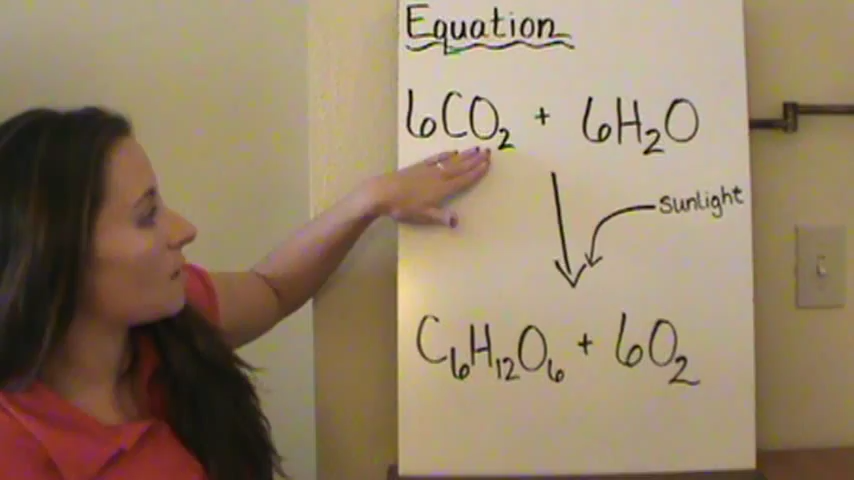 Equation
6CO₂ + 6H₂O
sunlight
C₆H₁₂O₆ + 6O₂